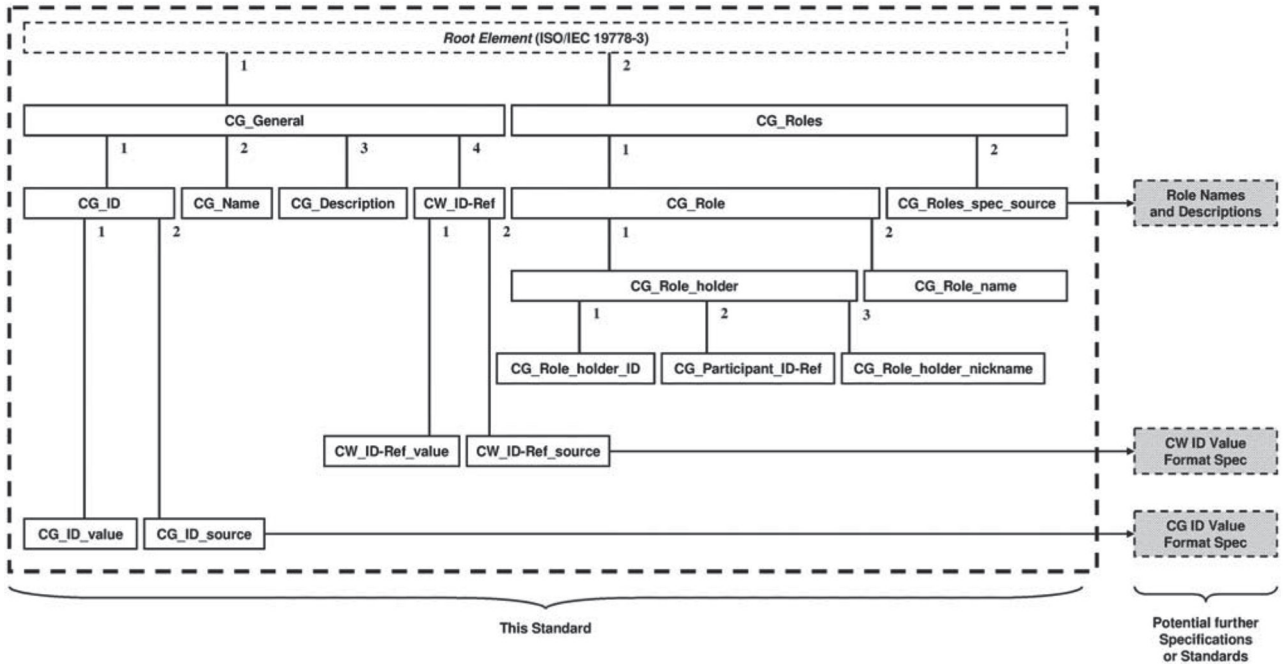 Root Element (ISO/IEC 19778-3)
1 2
CG_General CG_Roles
1 2 3 4 1 2
CG_ID CG_Name CG_Description CW_ID-Ref CG_Role CG_Roles_spec_source Role Names
and Descriptions
1 2 1 2 1 2
CG_Role_holder CG_Role_name
1 2 3
CG_Role_holder_ID CG_Participant_ID-Ref CG_Role_holder_nickname
CW_ID-Ref_value CW_ID-Ref_source CW ID Value
Format Spec
CG_ID_value CG_ID_source CG ID Value
Format Spec
This Standard
Potential further
Specifications
or Standards